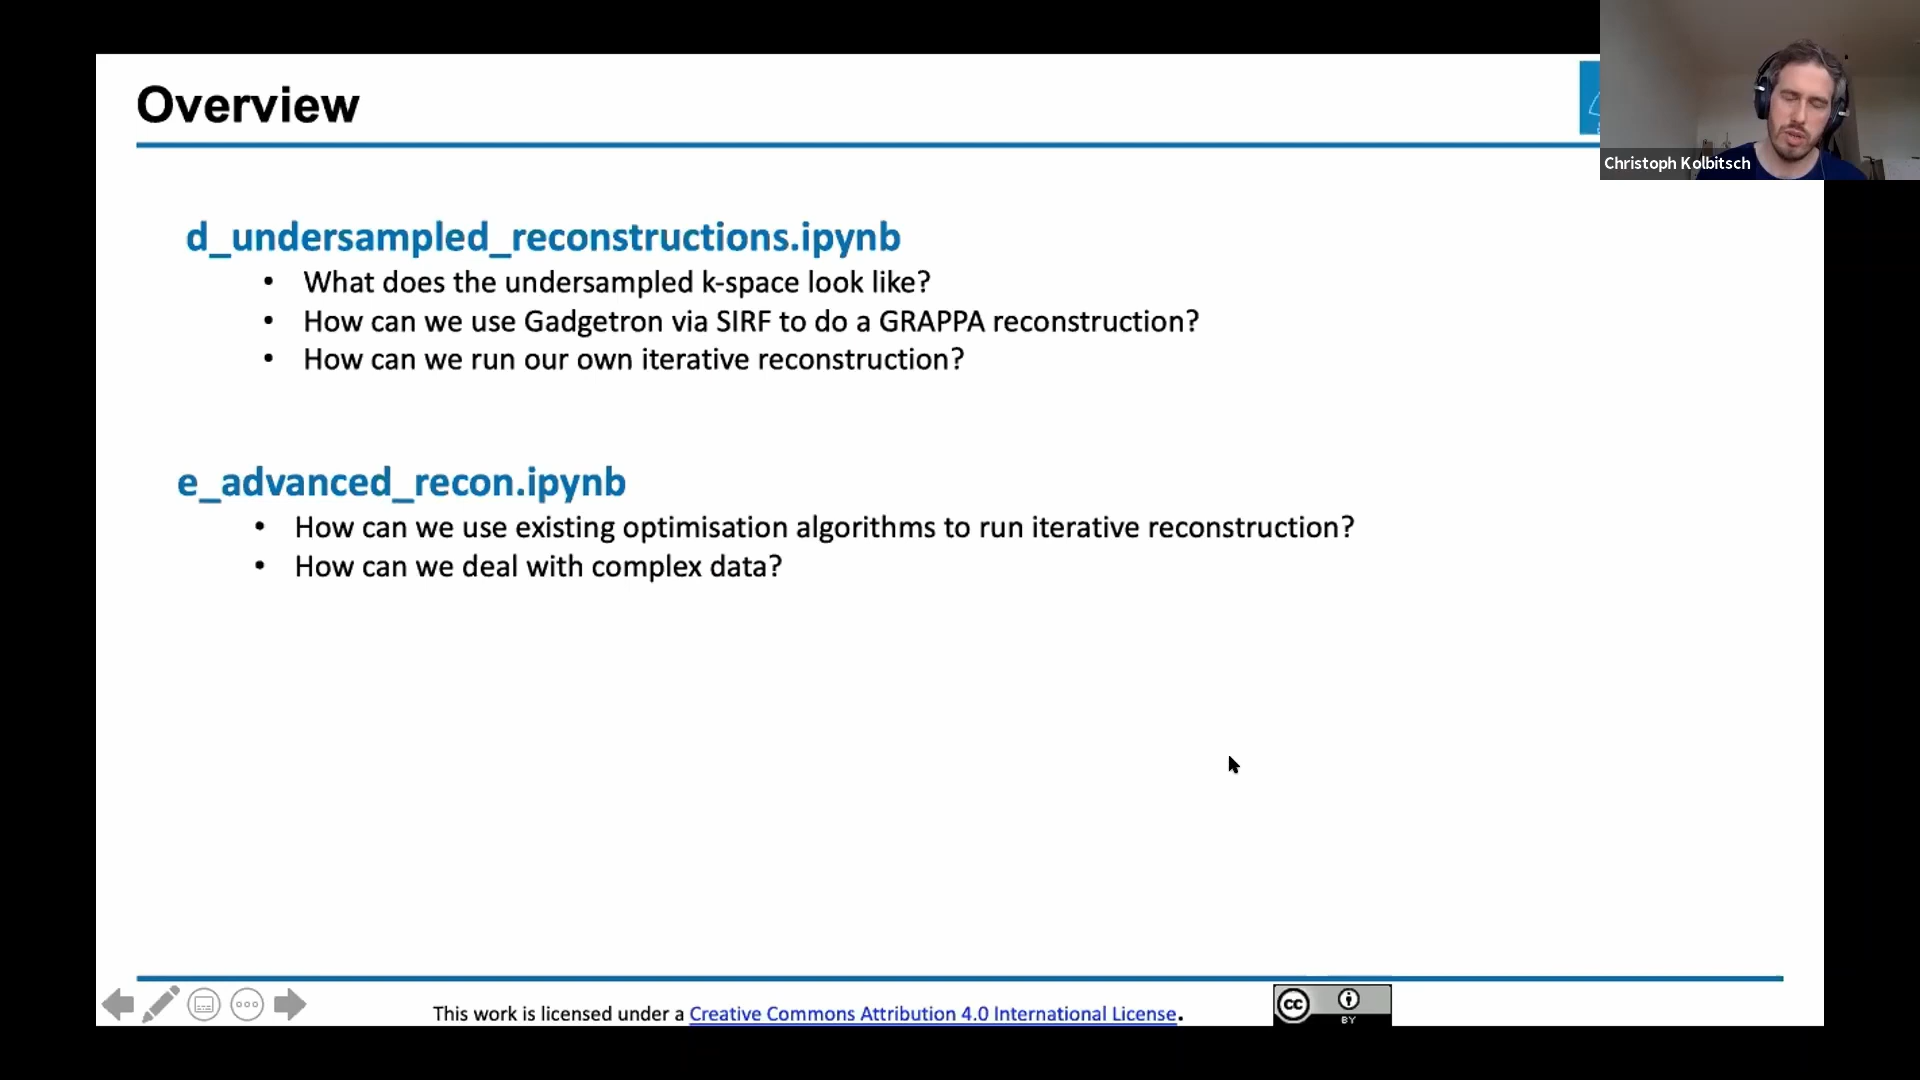 Overview
Christoph Kolbitsch
d_undersampled_reconstructions.ipynb
• What does the undersampled k-space look like?
• How can we use Gadgetron via SIRF to do a GRAPPA reconstruction?
• How can we run our own iterative reconstruction?
e_advanced_recon.ipynb
• How can we use existing optimisation algorithms to run iterative reconstruction?
• How can we deal with complex data?
This work is licensed under a Creative Commons Attribution 4.0 International License.
cc
BY